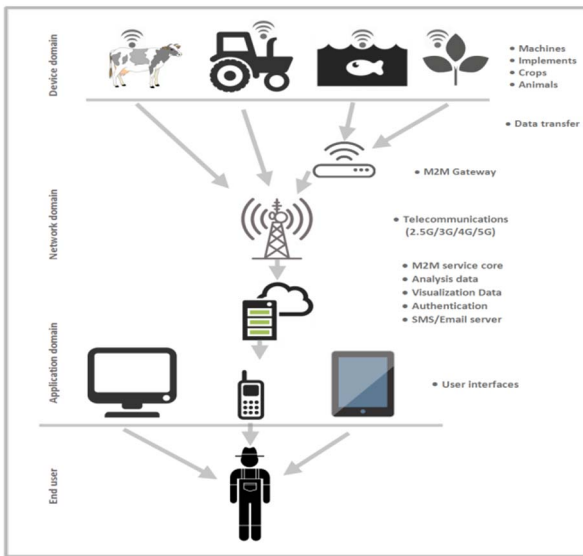 Device domain
• Machines
• Implements
• Crops
• Animals
• Data transfer
Network domain
• M2M Gateway
• Telecommunications
(2.5G/3G/4G/5G)
• M2M service core
• Analysis data
• Visualization Data
• Authentication
• SMS/Email server
Application domain
• User interfaces
End user